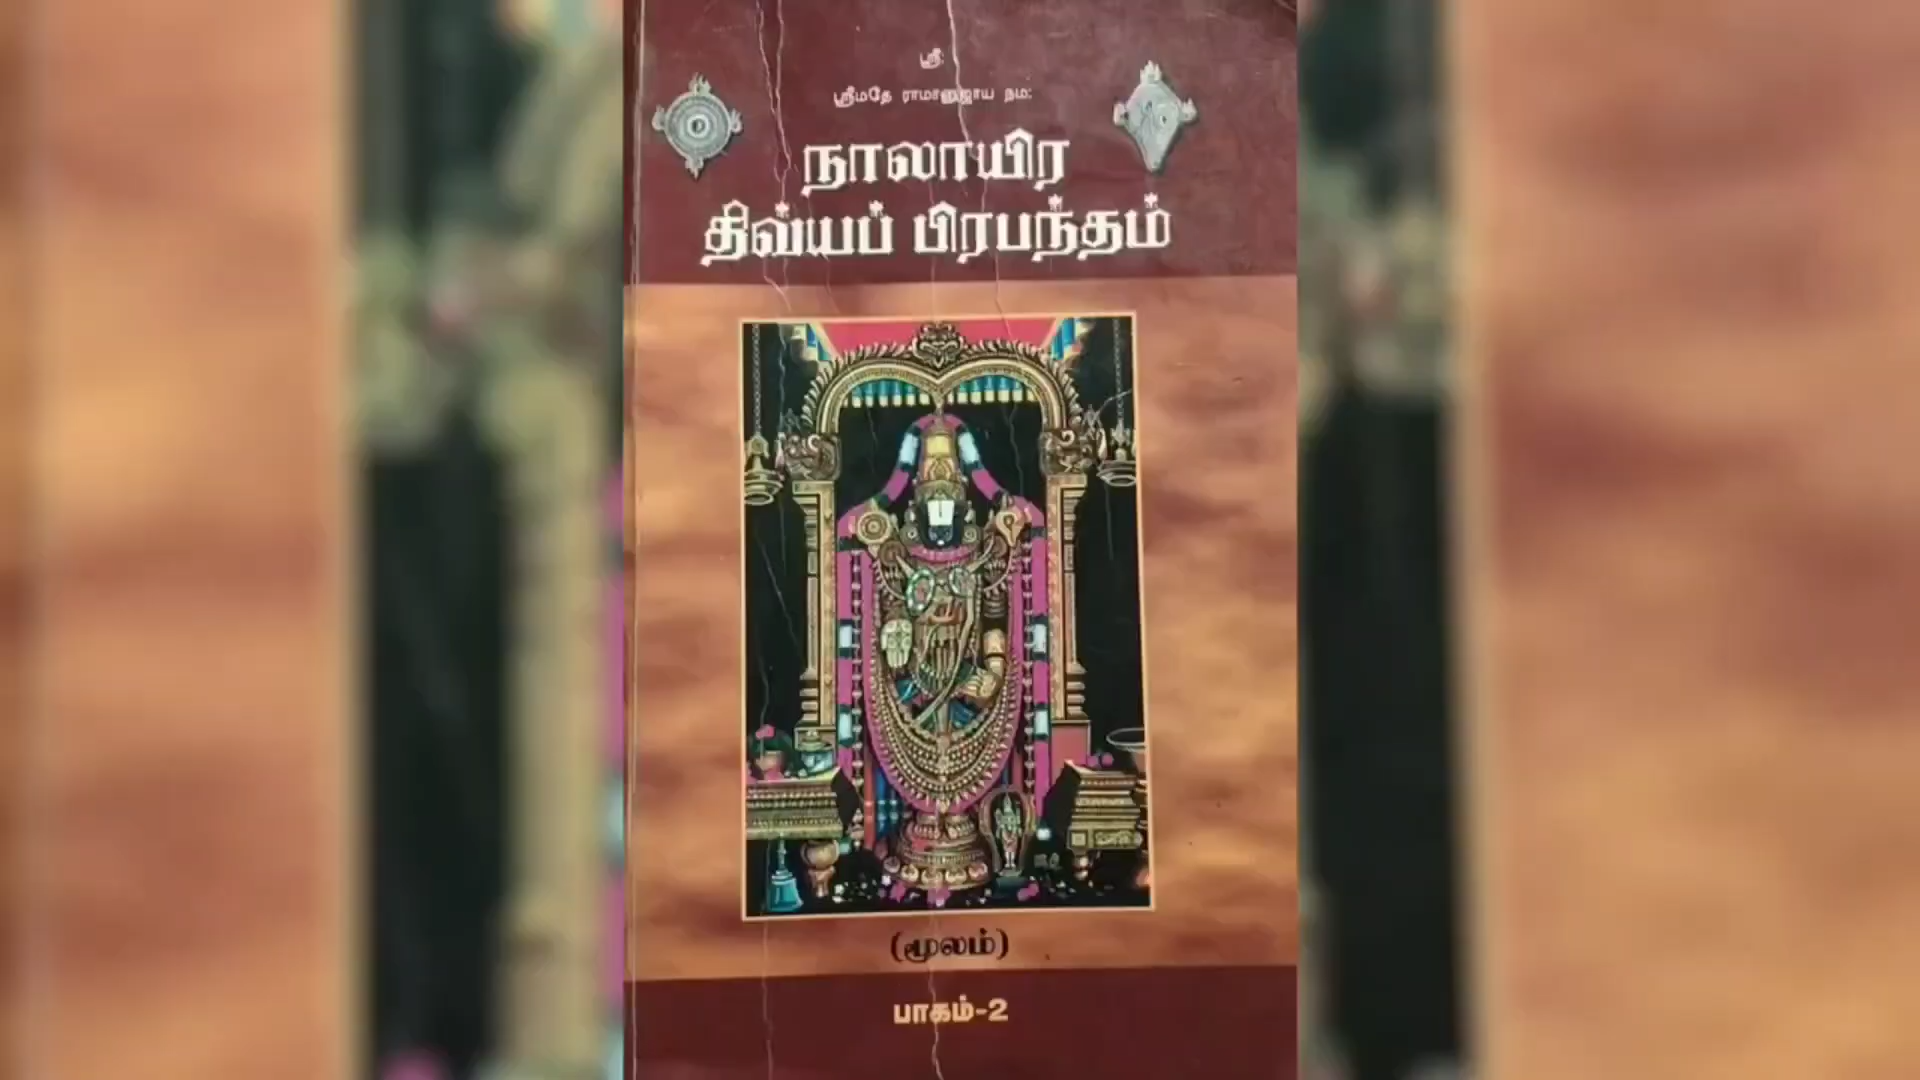 ஸ்ரீ:
ஸ்ரீமதே ராமானுஜாய நம:
நாலாயிர
திவ்யப் பிரபந்தம்
(மூலம்)
பாகம்-2